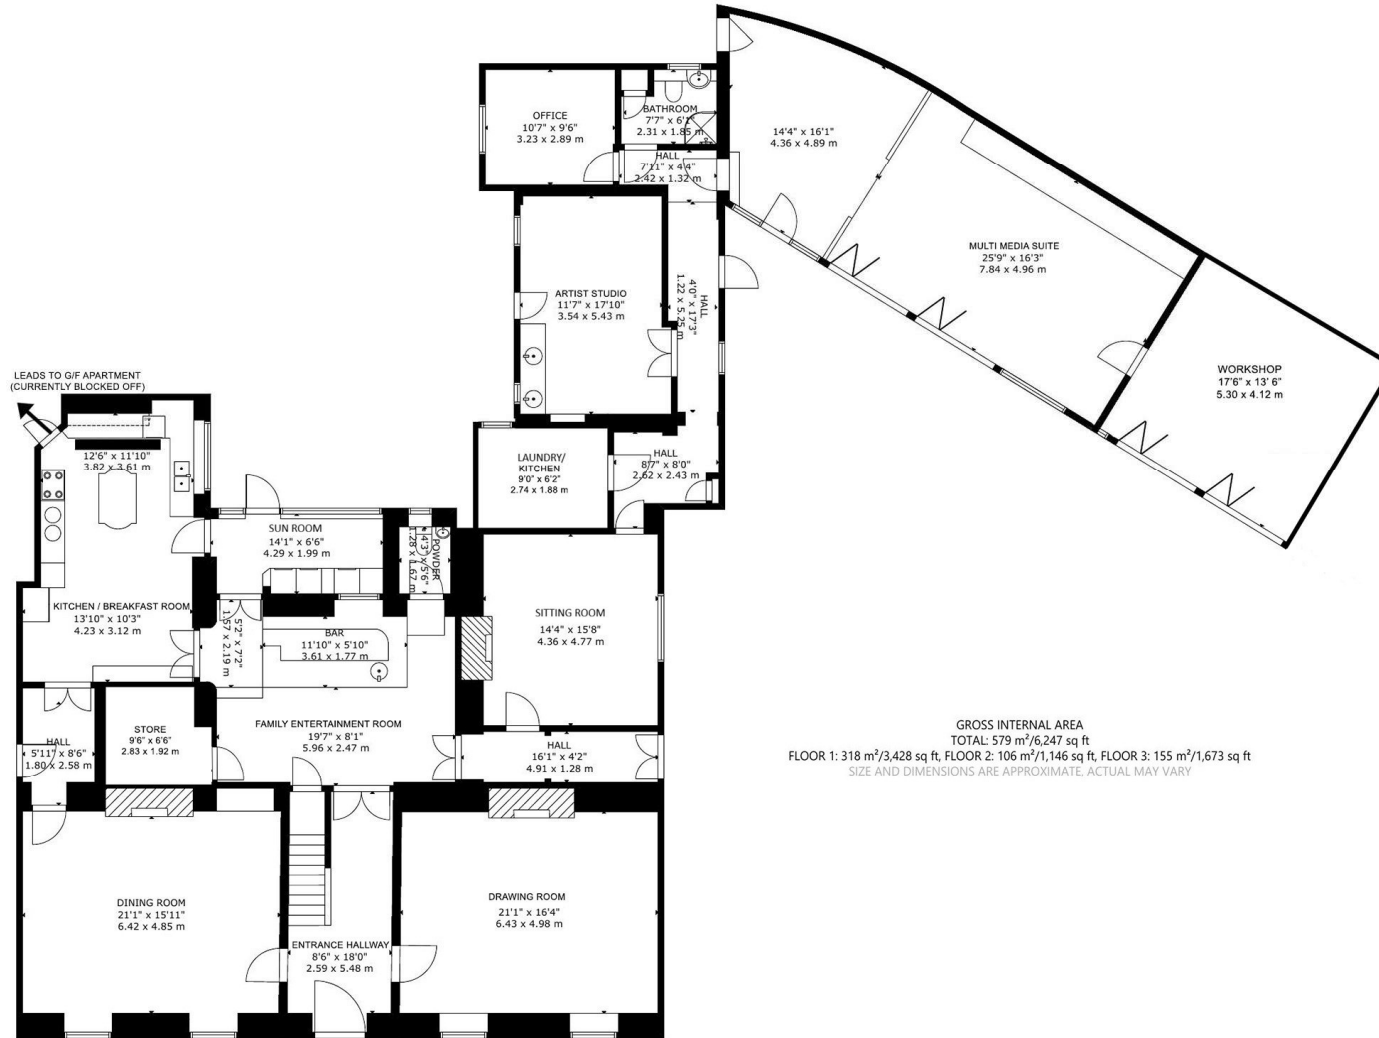 OFFICE
10'7" x 9'6"
3.23 x 2.89 m
BATHROOM
7'7" x 6'1"
2.31 x 1.85 m
HALL
7'11" x 4'4"
2.42 x 1.32 m
14'4" x 16'1"
4.36 x 4.89 m
MULTI MEDIA SUITE
25'9" x 16'3"
7.84 x 4.96 m
WORKSHOP
17'6" x 13' 6"
5.30 x 4.12 m
ARTIST STUDIO
11'7" x 17'10"
3.54 x 5.43 m
HALL
4'0" x 17'3"
1.22 x 5.25 m
LEADS TO G/F APARTMENT
(CURRENTLY BLOCKED OFF)
12'6" x 11'10"
3.82 x 3.61 m
LAUNDRY/
KITCHEN
9'0" x 6'2"
2.74 x 1.88 m
HALL
8'7" x 8'0"
2.62 x 2.43 m
SUN ROOM
14'1" x 6'6"
4.29 x 1.99 m
POWDER
4'3" x 5'6"
1.28 x 1.67 m
KITCHEN / BREAKFAST ROOM
13'10" x 10'3"
4.23 x 3.12 m
5'2" x 7'2"
1.57 x 2.19 m
BAR
11'10" x 5'10"
3.61 x 1.77 m
SITTING ROOM
14'4" x 15'8"
4.36 x 4.77 m
HALL
5'11" x 8'6"
1.80 x 2.58 m
STORE
9'6" x 6'6"
2.83 x 1.92 m
FAMILY ENTERTAINMENT ROOM
19'7" x 8'1"
5.96 x 2.47 m
HALL
16'1" x 4'2"
4.91 x 1.28 m
DINING ROOM
21'1" x 15'11"
6.42 x 4.85 m
ENTRANCE HALLWAY
8'6" x 18'0"
2.59 x 5.48 m
DRAWING ROOM
21'1" x 16'4"
6.43 x 4.98 m
GROSS INTERNAL AREA
TOTAL: 579 m²/6,247 sq ft
FLOOR 1: 318 m²/3,428 sq ft, FLOOR 2: 106 m²/1,146 sq ft, FLOOR 3: 155 m²/1,673 sq ft
SIZE AND DIMENSIONS ARE APPROXIMATE. ACTUAL MAY VARY